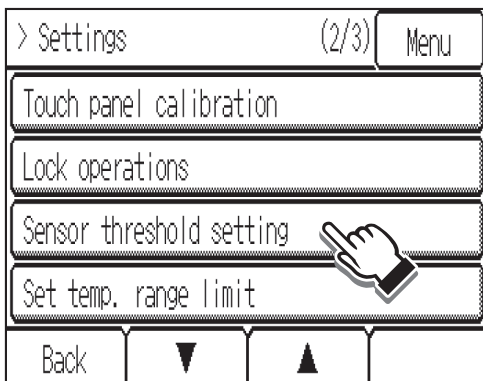 > Settings (2/3) Menu
Touch panel calibration
Lock operations
Sensor threshold setting
Set temp. range limit
Back ▼ ▲